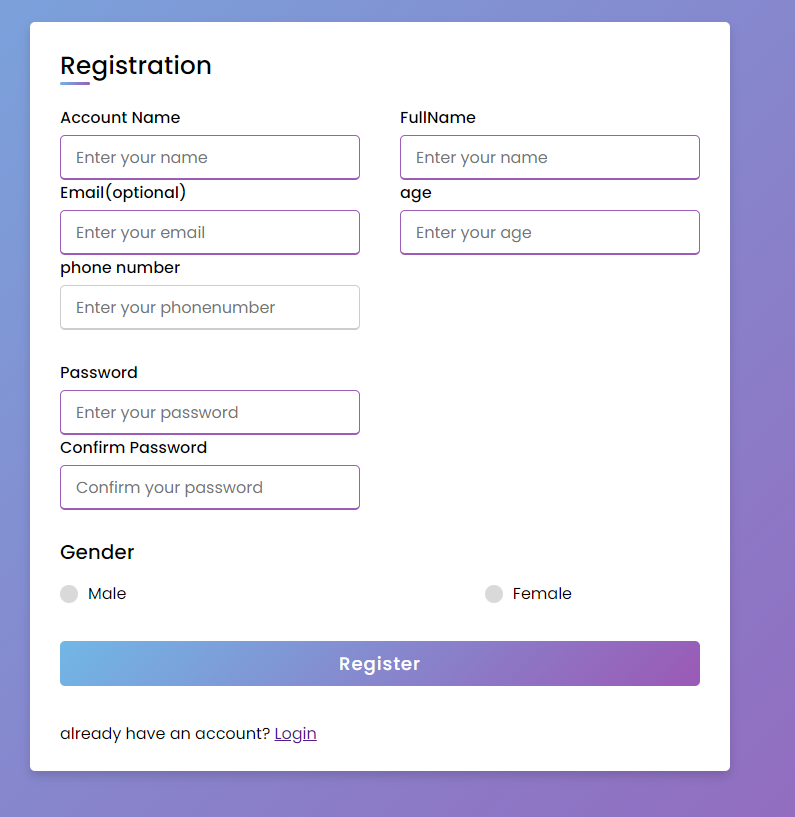 Registration
Account Name
FullName
Enter your name
Enter your name
Email(optional)
age
Enter your email
Enter your age
phone number
Enter your phonenumber
Password
Enter your password
Confirm Password
Confirm your password
Gender
Male
Female
Register
already have an account? Login